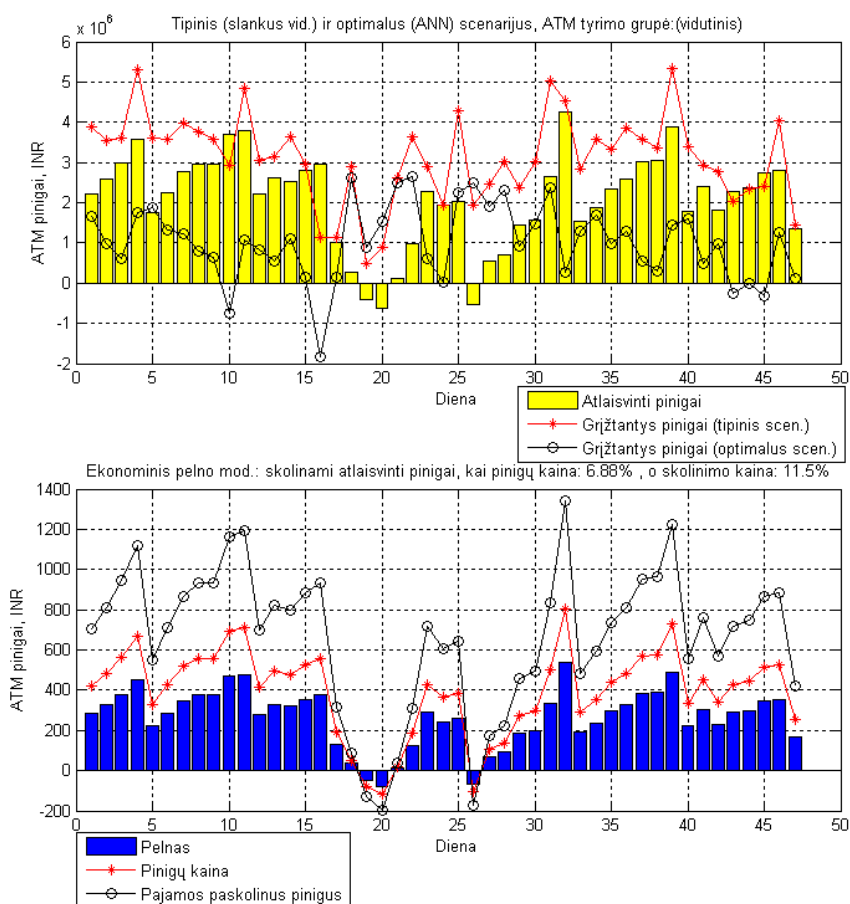 Tipinis (slankus vid.) ir optimalus (ANN) scenarijus, ATM tyrimo grupė:(vidutinis)
x 10^6
6
5
4
3
2
1
0
-1
-2
ATM pinigai, INR
0 5 10 15 20 25 30 35 40 45 50
Diena
Atlaisvinti pinigai
Grįžtantys pinigai (tipinis scen.)
Grįžtantys pinigai (optimalus scen.)
Ekonominis pelno mod.: skolinami atlaisvinti pinigai, kai pinigų kaina: 6.88% , o skolinimo kaina: 11.5%
1400
1200
1000
800
600
400
200
0
-200
ATM pinigai, INR
0 5 10 15 20 25 30 35 40 45 50
Diena
Pelnas
Pinigų kaina
Pajamos paskolinus pinigus